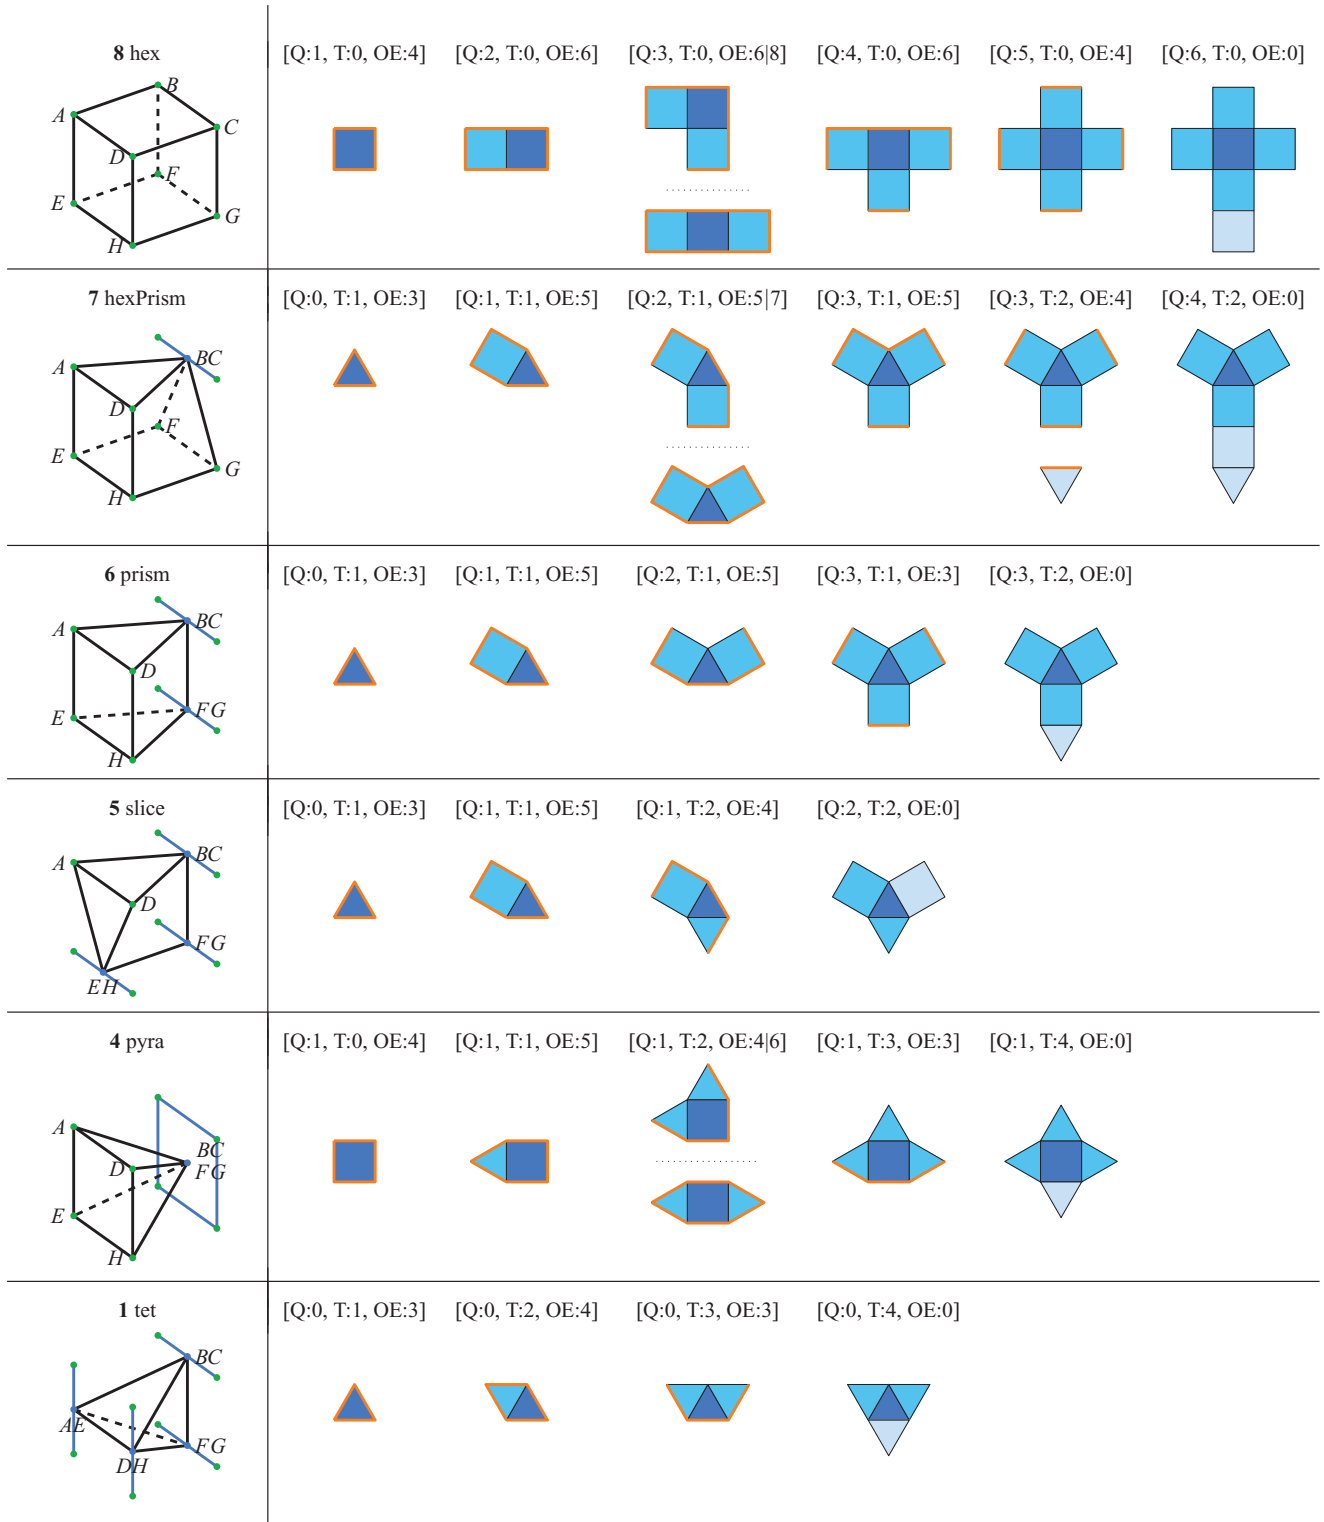 8 hex
[Q:1, T:0, OE:4] [Q:2, T:0, OE:6] [Q:3, T:0, OE:6|8] [Q:4, T:0, OE:6] [Q:5, T:0, OE:4] [Q:6, T:0, OE:0]
B
A
C
D
F
E
G
H
7 hexPrism
[Q:0, T:1, OE:3] [Q:1, T:1, OE:5] [Q:2, T:1, OE:5|7] [Q:3, T:1, OE:5] [Q:3, T:2, OE:4] [Q:4, T:2, OE:0]
BC
A
D
F
E
G
H
6 prism
[Q:0, T:1, OE:3] [Q:1, T:1, OE:5] [Q:2, T:1, OE:5] [Q:3, T:1, OE:3] [Q:3, T:2, OE:0]
BC
A
D
FG
E
H
5 slice
[Q:0, T:1, OE:3] [Q:1, T:1, OE:5] [Q:1, T:2, OE:4] [Q:2, T:2, OE:0]
BC
A
D
FG
EH
4 pyra
[Q:1, T:0, OE:4] [Q:1, T:1, OE:5] [Q:1, T:2, OE:4|6] [Q:1, T:3, OE:3] [Q:1, T:4, OE:0]
A
BC
D
FG
E
H
1 tet
[Q:0, T:1, OE:3] [Q:0, T:2, OE:4] [Q:0, T:3, OE:3] [Q:0, T:4, OE:0]
BC
AE
FG
DH